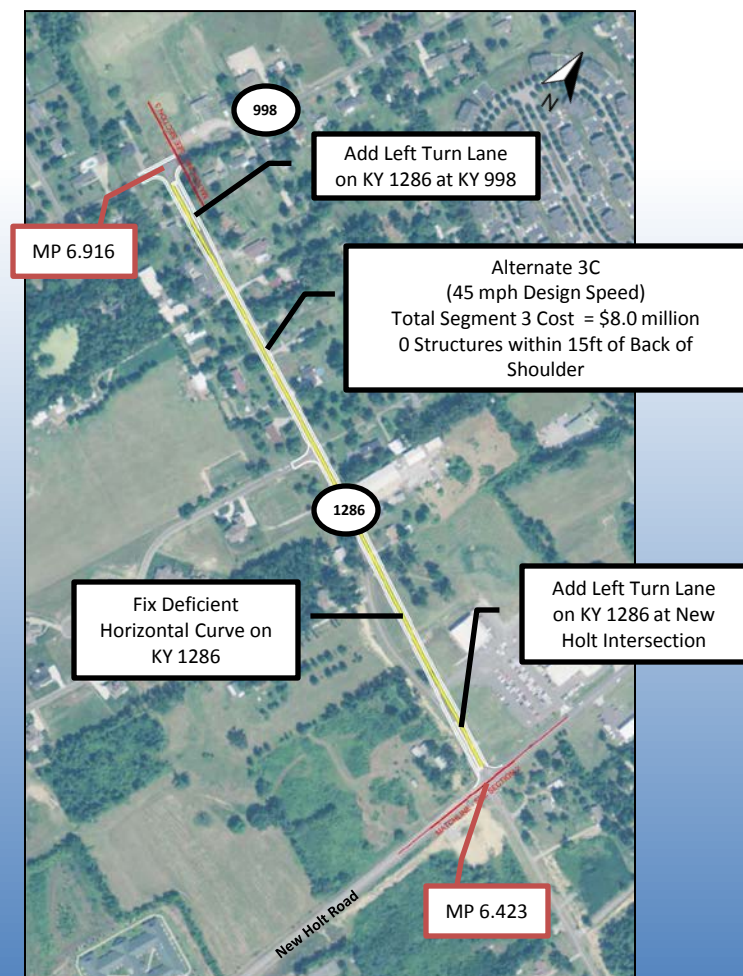 998
N
Add Left Turn Lane
on KY 1286 at KY 998
MP 6.916
Alternate 3C
(45 mph Design Speed)
Total Segment 3 Cost = $8.0 million
0 Structures within 15ft of Back of
Shoulder
1286
Fix Deficient
Horizontal Curve on
KY 1286
Add Left Turn Lane
on KY 1286 at New
Holt Intersection
MATCHLINE
SECTION
New Holt Road
MP 6.423